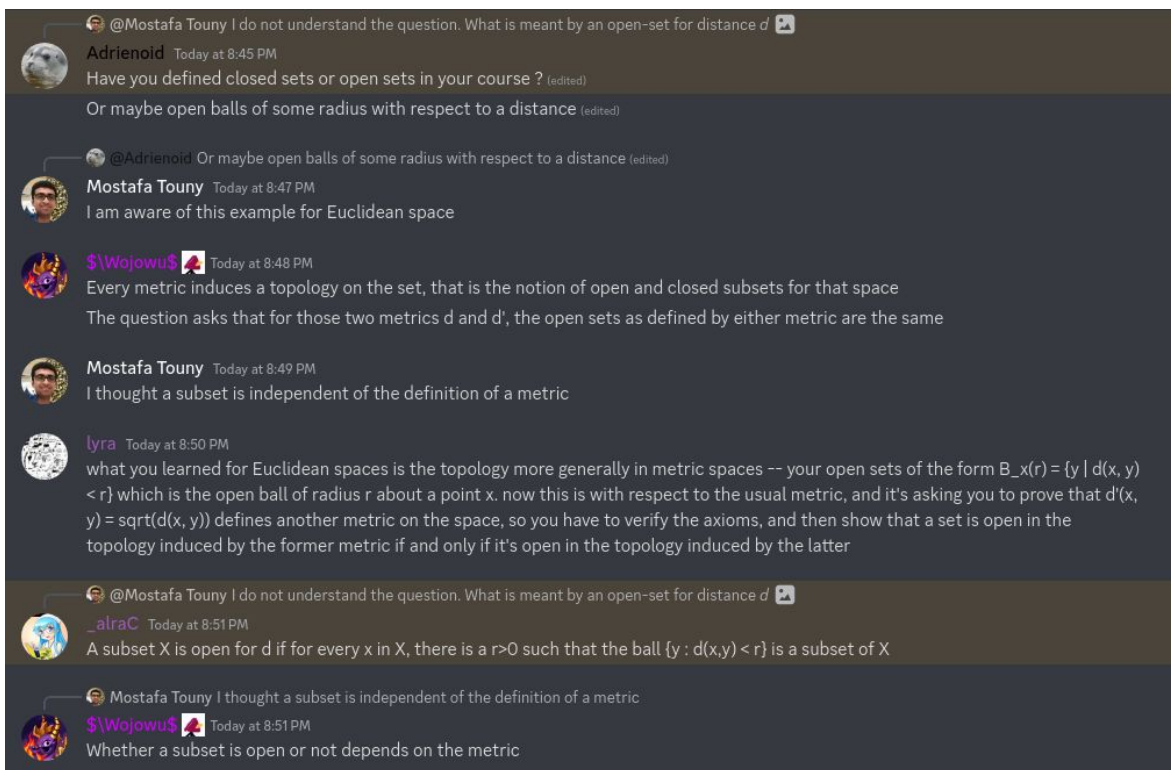 @Mostafa Touny I do not understand the question. What is meant by an open-set for distance d
Adrienoid Today at 8:45 PM
Have you defined closed sets or open sets in your course ? (edited)
Or maybe open balls of some radius with respect to a distance (edited)
@Adrienoid Or maybe open balls of some radius with respect to a distance (edited)
Mostafa Touny Today at 8:47 PM
I am aware of this example for Euclidean space
$\Wojowu$ Today at 8:48 PM
Every metric induces a topology on the set, that is the notion of open and closed subsets for that space
The question asks that for those two metrics d and d', the open sets as defined by either metric are the same
Mostafa Touny Today at 8:49 PM
I thought a subset is independent of the definition of a metric
lyra Today at 8:50 PM
what you learned for Euclidean spaces is the topology more generally in metric spaces -- your open sets of the form B_x(r) = {y | d(x, y)
< r} which is the open ball of radius r about a point x. now this is with respect to the usual metric, and it's asking you to prove that d'(x,
y) = sqrt(d(x, y)) defines another metric on the space, so you have to verify the axioms, and then show that a set is open in the
topology induced by the former metric if and only if it's open in the topology induced by the latter
@Mostafa Touny I do not understand the question. What is meant by an open-set for distance d
_alraC Today at 8:51 PM
A subset X is open for d if for every x in X, there is a r>0 such that the ball {y : d(x,y) < r} is a subset of X
Mostafa Touny I thought a subset is independent of the definition of a metric
$\Wojowu$ Today at 8:51 PM
Whether a subset is open or not depends on the metric